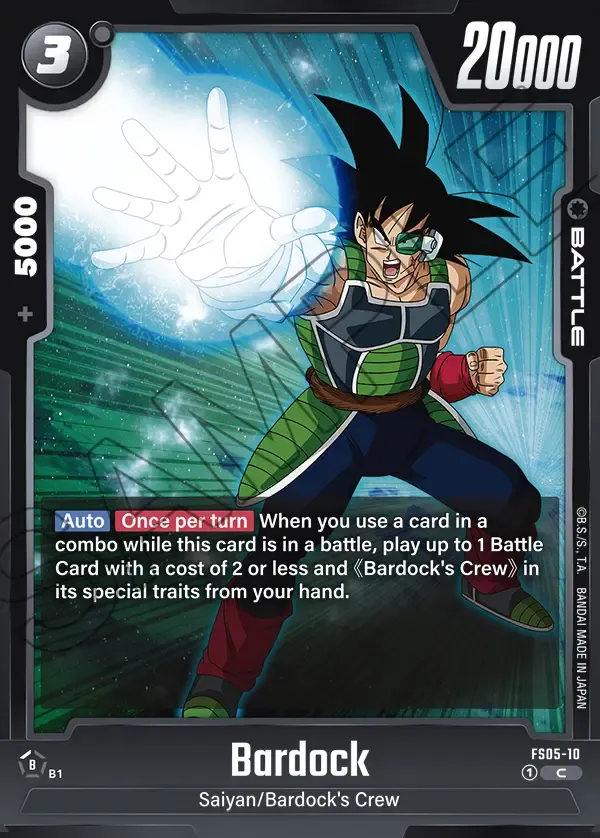 3
20000
+ 5000
BATTLE
SAMPLE
Auto Once per turn When you use a card in a
combo while this card is in a battle, play up to 1 Battle
Card with a cost of 2 or less and 《Bardock's Crew》 in
its special traits from your hand.
©B.S./S., T.A. BANDAI MADE IN JAPAN
Bardock
B B1
FS05-10
1 C
Saiyan/Bardock's Crew